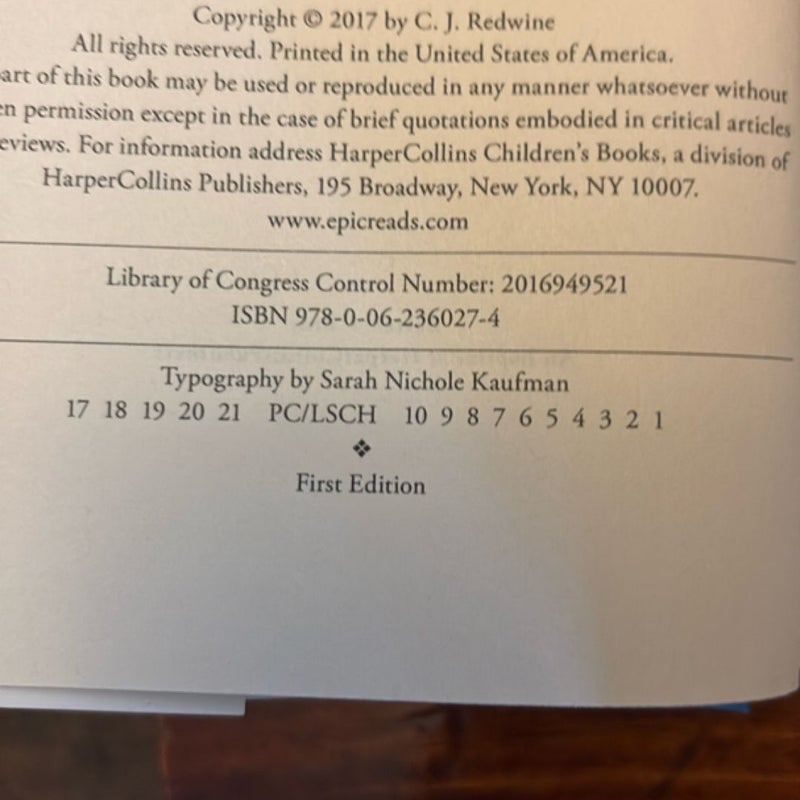 Copyright © 2017 by C. J. Redwine
All rights reserved. Printed in the United States of America.
art of this book may be used or reproduced in any manner whatsoever without
en permission except in the case of brief quotations embodied in critical articles
eviews. For information address HarperCollins Children's Books, a division of
HarperCollins Publishers, 195 Broadway, New York, NY 10007.
www.epicreads.com
Library of Congress Control Number: 2016949521
ISBN 978-0-06-236027-4
Typography by Sarah Nichole Kaufman
17 18 19 20 21 PC/LSCH 10 9 8 7 6 5 4 3 2 1
❖
First Edition